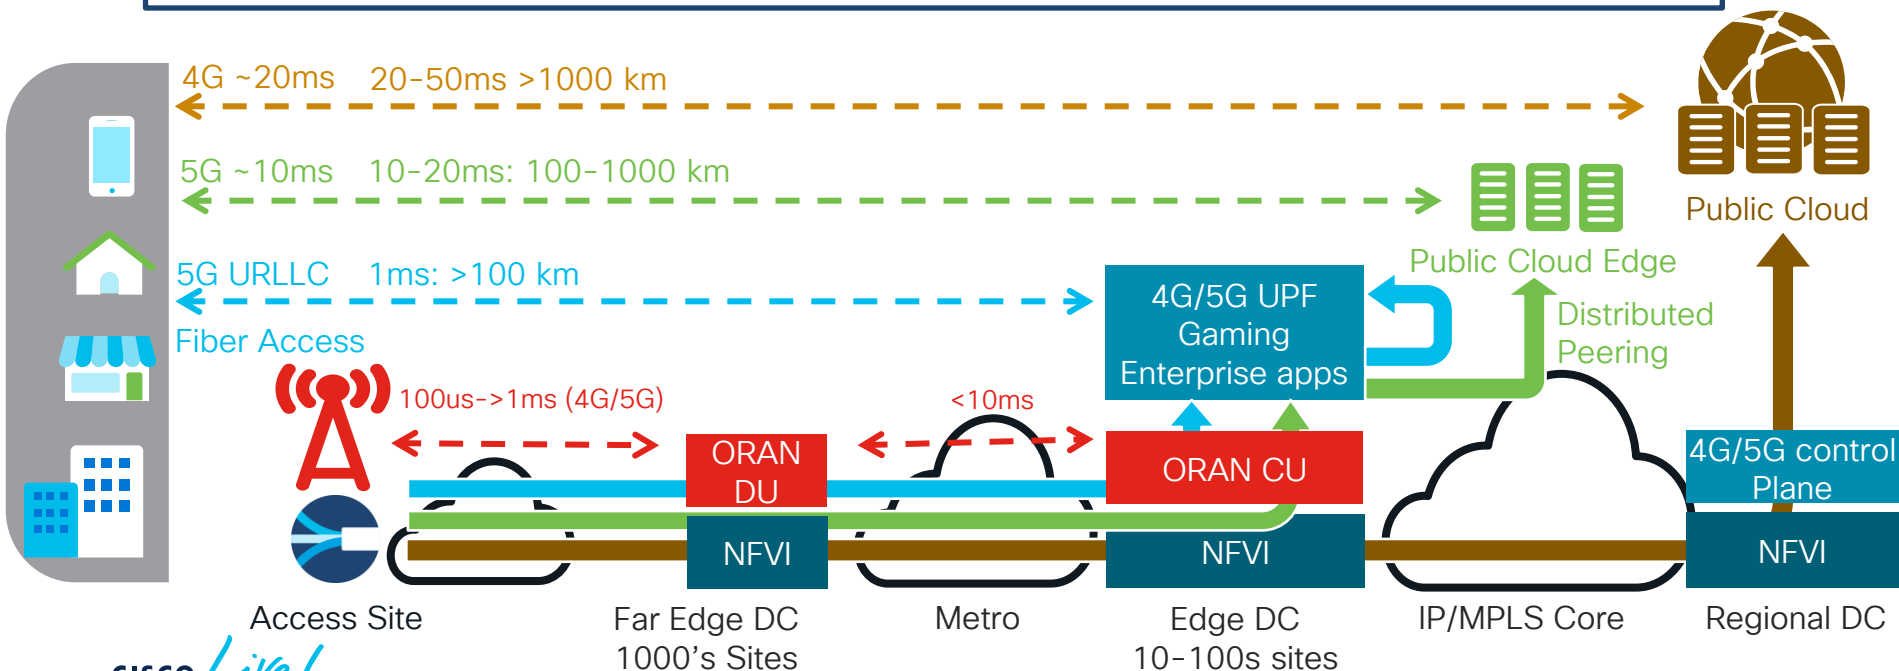 4G ~20ms 20-50ms >1000 km
5G ~10ms 10-20ms: 100-1000 km
Public Cloud
5G URLLC 1ms: >100 km
Public Cloud Edge
4G/5G UPF
Gaming
Enterprise apps
Distributed
Peering
Fiber Access
100us->1ms (4G/5G)
<10ms
ORAN
DU
ORAN CU
4G/5G control
Plane
NFVI
NFVI
NFVI
Access Site
Far Edge DC
1000's Sites
Metro
Edge DC
10-100s sites
IP/MPLS Core
Regional DC
cisco Live!